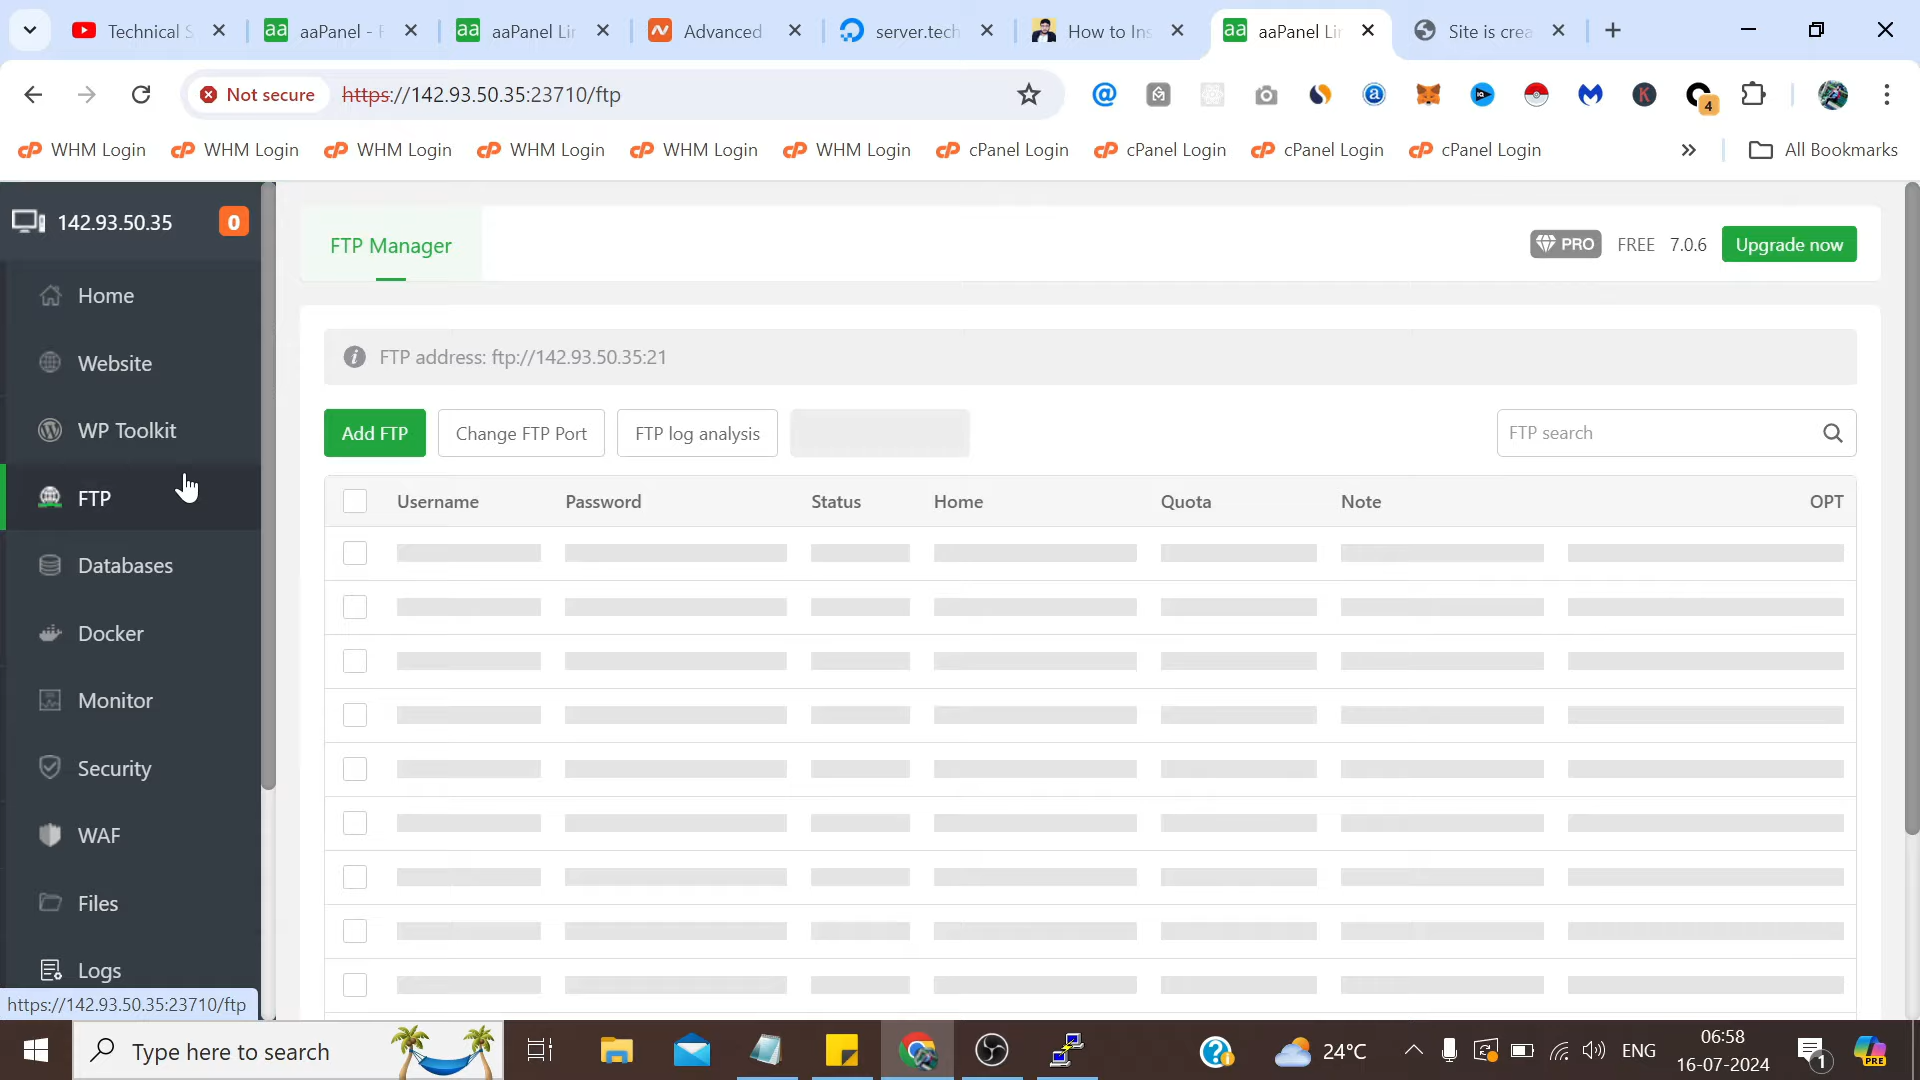 Technical S
aaPanel - F
aaPanel Lin
Advanced
server.tech
How to Ins
aaPanel Lin
Site is crea
Not secure
https://142.93.50.35:23710/ftp
4
WHM Login
WHM Login
WHM Login
WHM Login
WHM Login
WHM Login
cPanel Login
cPanel Login
cPanel Login
cPanel Login
All Bookmarks
142.93.50.35
0
Home
Website
WP Toolkit
FTP
Databases
Docker
Monitor
Security
WAF
Files
Logs
https://142.93.50.35:23710/ftp
FTP Manager
PRO FREE 7.0.6 Upgrade now
FTP address: ftp://142.93.50.35:21
Add FTP
Change FTP Port
FTP log analysis
FTP search
Username Password Status Home Quota Note OPT
Type here to search
24°C
ENG
06:58
16-07-2024
1
PRE